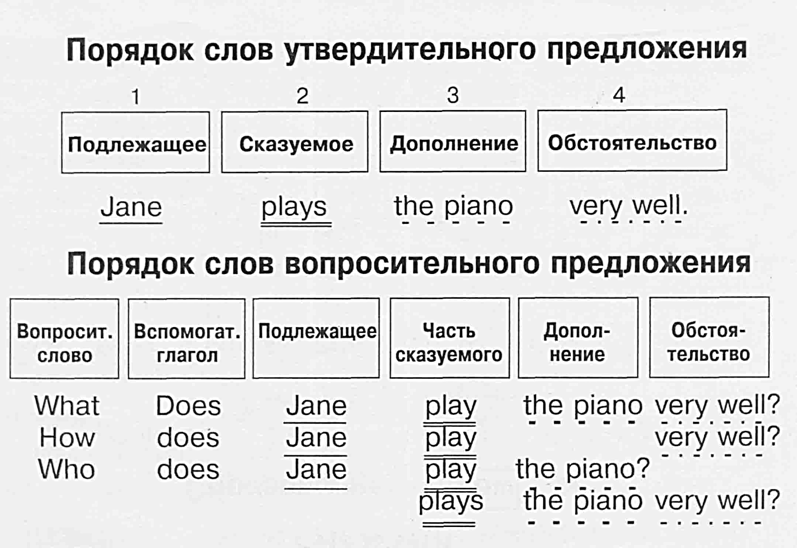 Порядок слов утвердительного предложения
1 2 3 4
Подлежащее Сказуемое Дополнение Обстоятельство
Jane plays the piano very well.
Порядок слов вопросительного предложения
Вопросит. слово Вспомогат. глагол Подлежащее Часть сказуемого Допол- нение Обстоя- тельство
What Does Jane play the piano very well?
How does Jane play very well?
Who does Jane play the piano?
plays the piano very well?